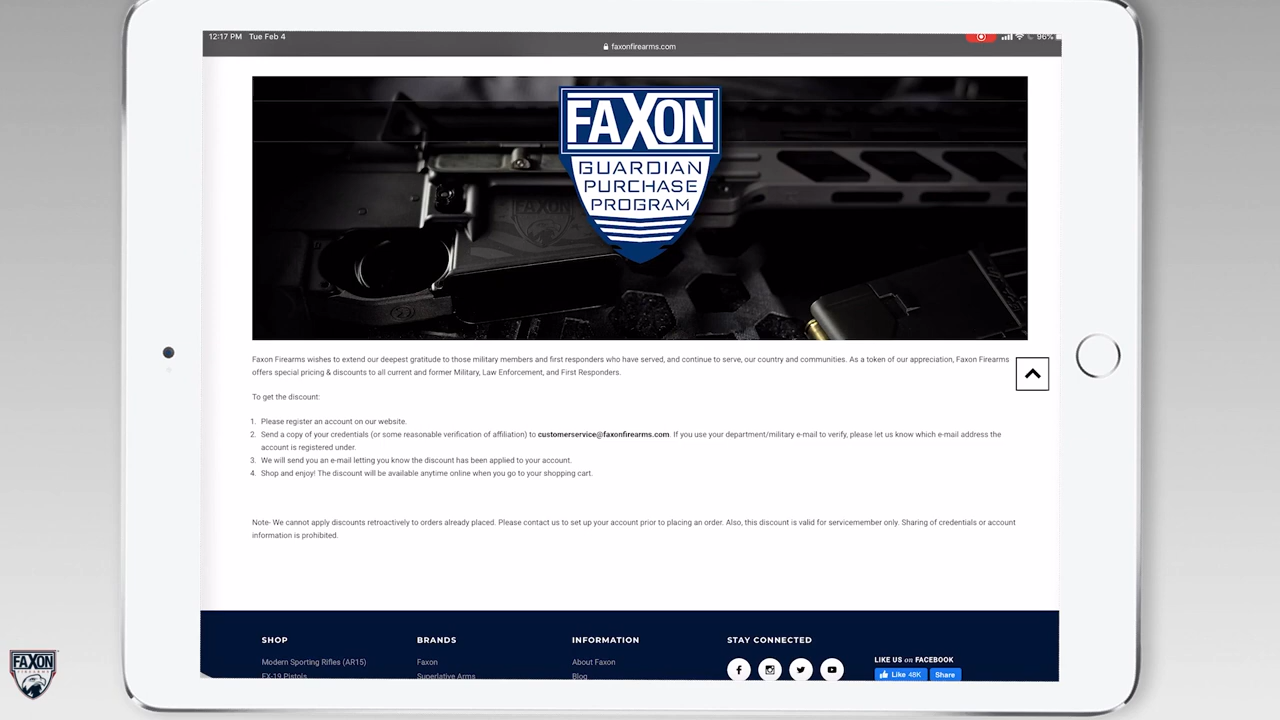 12:17 PM Tue Feb 4
faxonfirearms.com
96%
FAXON
GUARDIAN
PURCHASE
PROGRAM
FAXON
Faxon Firearms wishes to extend our deepest gratitude to those military members and first responders who have served, and continue to serve, our country and communities. As a token of our appreciation, Faxon Firearms
offers special pricing & discounts to all current and former Military, Law Enforcement, and First Responders.
To get the discount:
1. Please register an account on our website.
2. Send a copy of your credentials (or some reasonable verification of affiliation) to customerservice@faxonfirearms.com. If you use your department/military e-mail to verify, please let us know which e-mail address the
account is registered under.
3. We will send you an e-mail letting you know the discount has been applied to your account.
4. Shop and enjoy! The discount will be available anytime online when you go to your shopping cart.
Note- We cannot apply discounts retroactively to orders already placed. Please contact us to set up your account prior to placing an order. Also, this discount is valid for servicemember only. Sharing of credentials or account
information is prohibited.
SHOP BRANDS INFORMATION STAY CONNECTED
LIKE US on FACEBOOK
Modern Sporting Rifles (AR15) Faxon About Faxon
Like 48K Share
FX-19 Pistols Superlative Arms Blog
FAXON
FIREARMS